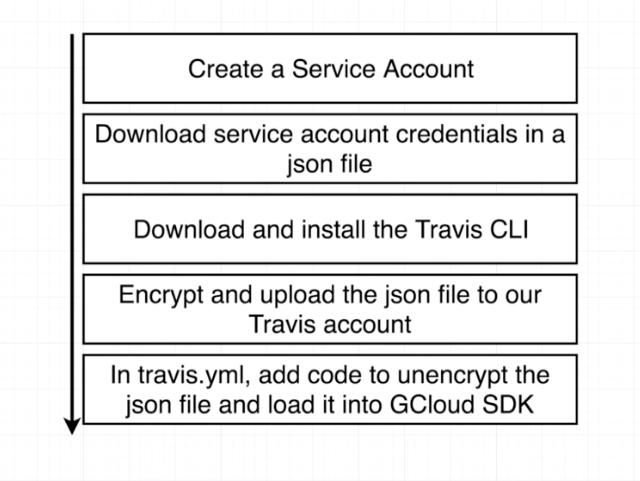 Create a Service Account
Download service account credentials in a
json file
Download and install the Travis CLI
Encrypt and upload the json file to our
Travis account
In travis.yml, add code to unencrypt the
json file and load it into GCloud SDK